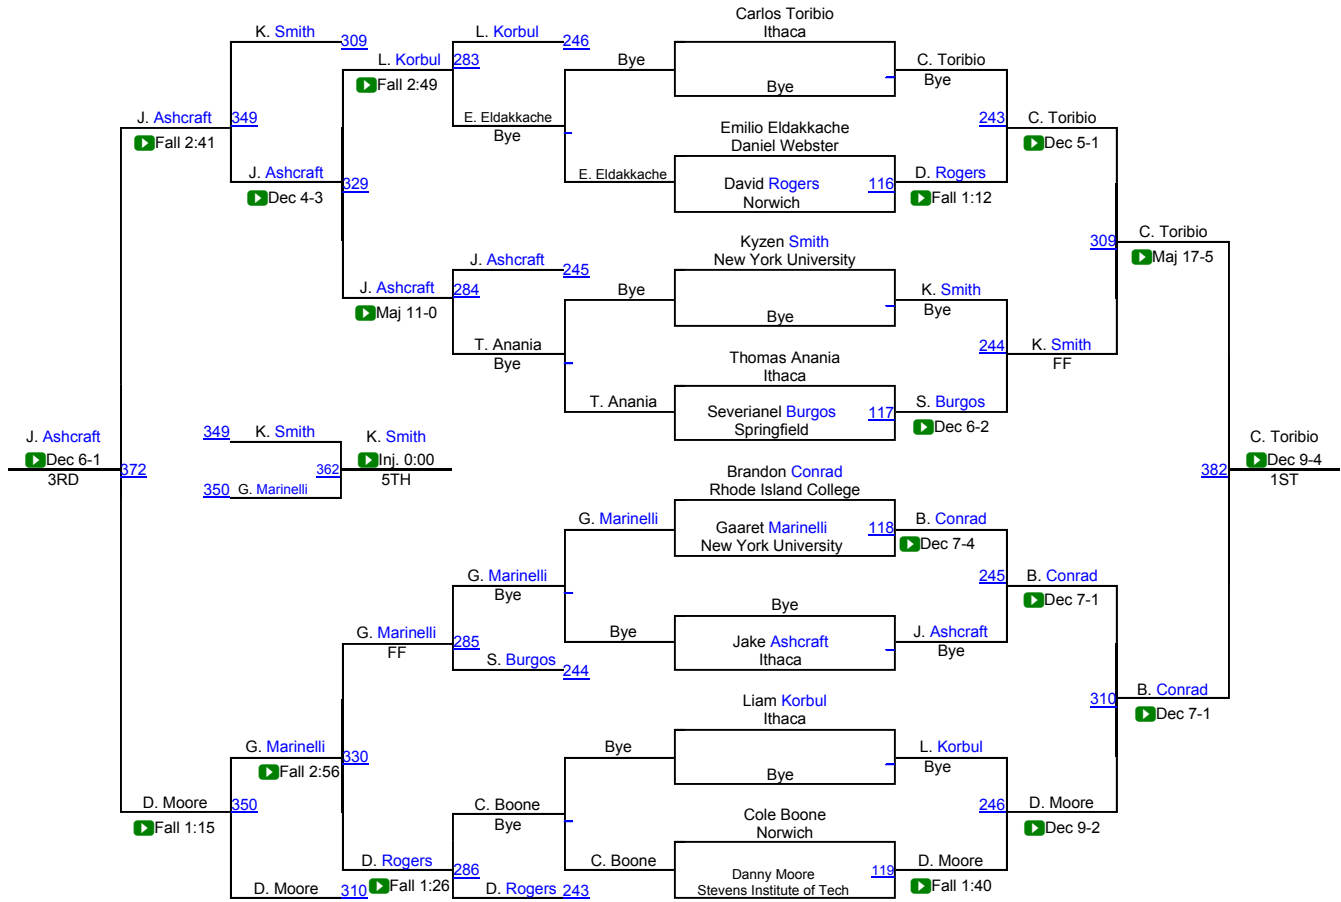 Carlos Toribio
Ithaca
K. Smith
309
L. Korbul
246
L. Korbul
283
Bye
C. Toribio
Fall 2:49
Bye
Bye
J. Ashcraft
349
E. Eldakkache
243
C. Toribio
Fall 2:41
Bye
Emilio Eldakkache
Daniel Webster
Dec 5-1
J. Ashcraft
329
E. Eldakkache
David Rogers
116
D. Rogers
Dec 4-3
Norwich
Fall 1:12
Kyzen Smith
309
C. Toribio
New York University
Maj 17-5
J. Ashcraft
245
J. Ashcraft
284
Bye
K. Smith
Maj 11-0
Bye
Bye
T. Anania
244
K. Smith
Bye
Thomas Anania
FF
Ithaca
T. Anania
Severianel Burgos
117
S. Burgos
Springfield
Dec 6-2
349
K. Smith
J. Ashcraft
K. Smith
C. Toribio
Dec 6-1
372
362
Inj. 0:00
Brandon Conrad
382
Dec 9-4
3RD
5TH
1ST
350
G. Marinelli
Rhode Island College
G. Marinelli
Gaaret Marinelli
118
B. Conrad
New York University
Dec 7-4
G. Marinelli
245
B. Conrad
Bye
Bye
Dec 7-1
G. Marinelli
285
Bye
Jake Ashcraft
J. Ashcraft
FF
Ithaca
Bye
S. Burgos
244
Liam Korbul
310
B. Conrad
Ithaca
Dec 7-1
G. Marinelli
330
Bye
L. Korbul
Fall 2:56
Bye
Bye
D. Moore
350
C. Boone
246
D. Moore
Fall 1:15
Bye
Cole Boone
Norwich
Dec 9-2
D. Rogers
286
C. Boone
Danny Moore
119
D. Moore
D. Moore
310
Fall 1:26
D. Rogers
243
Stevens Institute of Tech
Fall 1:40